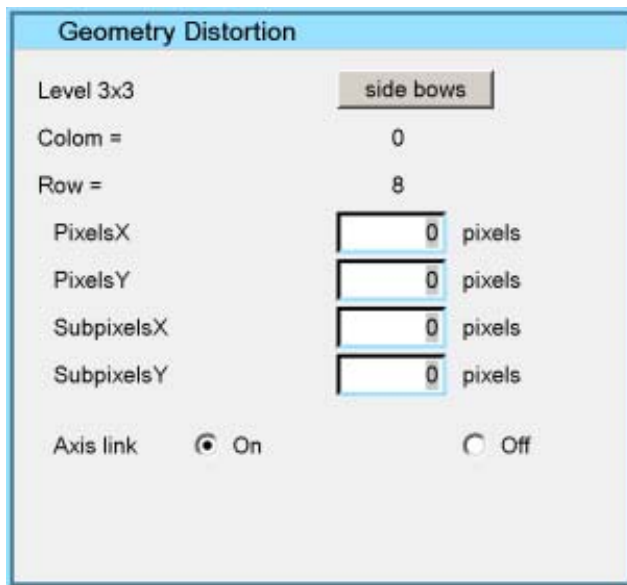 Geometry Distortion
Level 3x3 side bows
Colom = 0
Row = 8
PixelsX 0 pixels
PixelsY 0 pixels
SubpixelsX 0 pixels
SubpixelsY 0 pixels
Axis link On Off